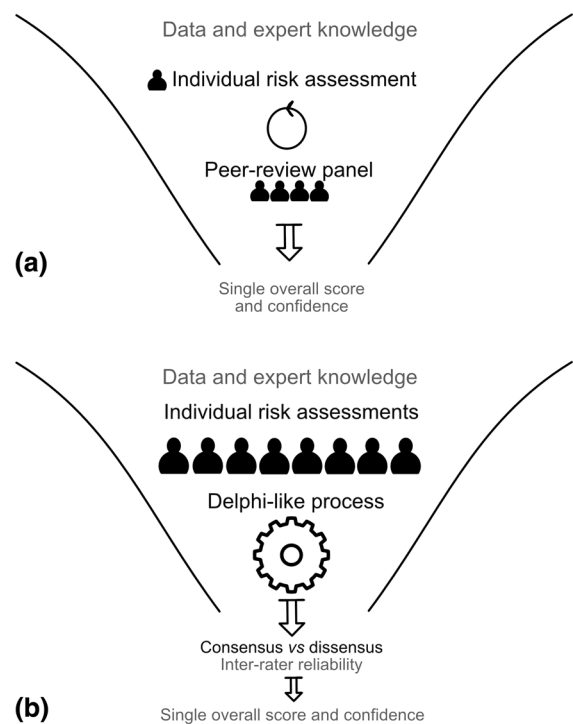 Data and expert knowledge
Individual risk assessment
Peer-review panel
(a)
Single overall score
and confidence
Data and expert knowledge
Individual risk assessments
Delphi-like process
Consensus vs dissensus
Inter-rater reliability
(b)
Single overall score and confidence